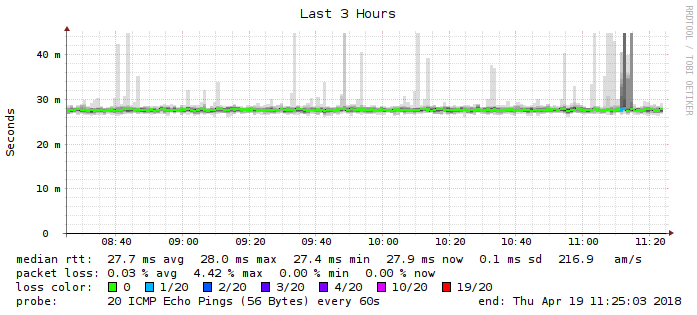 Last 3 Hours
RRDTOOL / TOBI OETIKER
Seconds
40 m
30 m
20 m
10 m
0
08:40 09:00 09:20 09:40 10:00 10:20 10:40 11:00 11:20
median rtt: 27.7 ms avg 28.0 ms max 27.4 ms min 27.9 ms now 0.1 ms sd 216.9 am/s
packet loss: 0.03 % avg 4.42 % max 0.00 % min 0.00 % now
loss color: 0 1/20 2/20 3/20 4/20 10/20 19/20
probe: 20 ICMP Echo Pings (56 Bytes) every 60s end: Thu Apr 19 11:25:03 2018